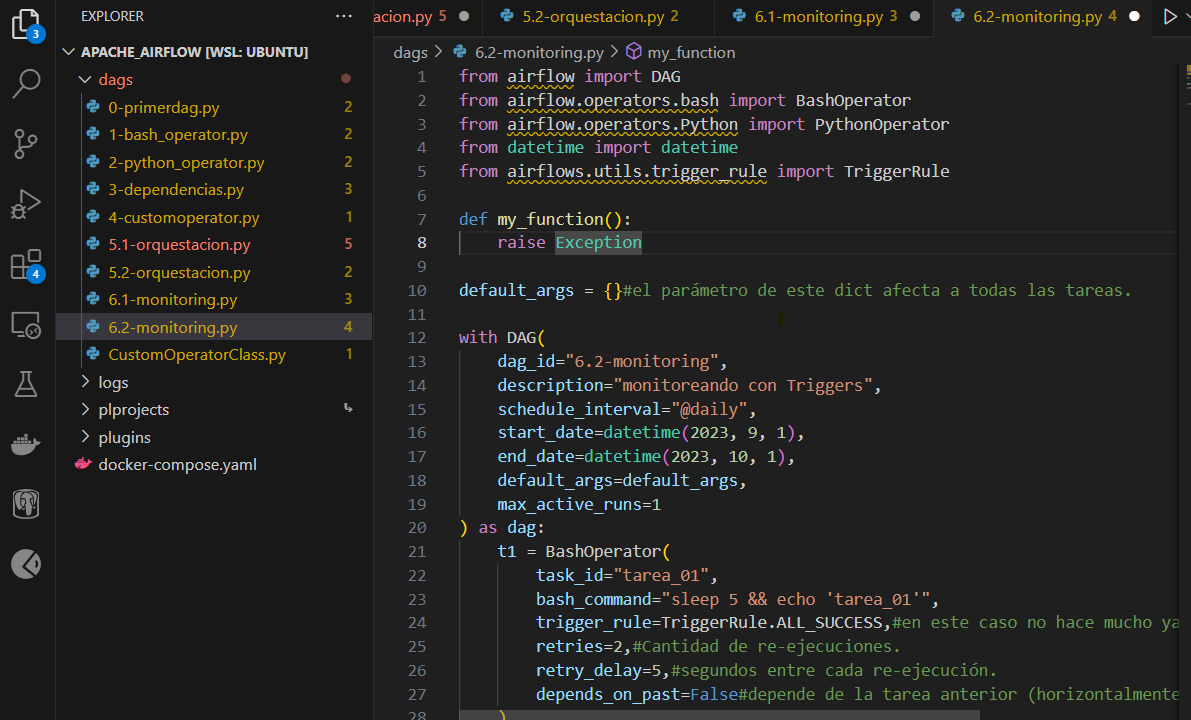 EXPLORER
acion.py 5
5.2-orquestacion.py 2
6.1-monitoring.py 3
6.2-monitoring.py 4
3
APACHE_AIRFLOW [WSL: UBUNTU]
dags
0-primerdag.py 2
1-bash_operator.py 2
2-python_operator.py 2
3-dependencias.py 3
4-customoperator.py 1
5.1-orquestacion.py 5
5.2-orquestacion.py 2
6.1-monitoring.py 3
6.2-monitoring.py 4
CustomOperatorClass.py 1
logs
plprojects
plugins
docker-compose.yaml
4
dags > 6.2-monitoring.py > my_function
1 from airflow import DAG
2 from airflow.operators.bash import BashOperator
3 from airflow.operators.Python import PythonOperator
4 from datetime import datetime
5 from airflows.utils.trigger_rule import TriggerRule
6
7 def my_function():
8 raise Exception
9
10 default_args = {}#el parámetro de este dict afecta a todas las tareas.
11
12 with DAG(
13 dag_id="6.2-monitoring",
14 description="monitoreando con Triggers",
15 schedule_interval="@daily",
16 start_date=datetime(2023, 9, 1),
17 end_date=datetime(2023, 10, 1),
18 default_args=default_args,
19 max_active_runs=1
20 ) as dag:
21 t1 = BashOperator(
22 task_id="tarea_01",
23 bash_command="sleep 5 && echo 'tarea_01'",
24 trigger_rule=TriggerRule.ALL_SUCCESS,#en este caso no hace mucho ya
25 retries=2,#Cantidad de re-ejecuciones.
26 retry_delay=5,#segundos entre cada re-ejecución.
27 depends_on_past=False#depende de la tarea anterior (horizontalmente
28 )